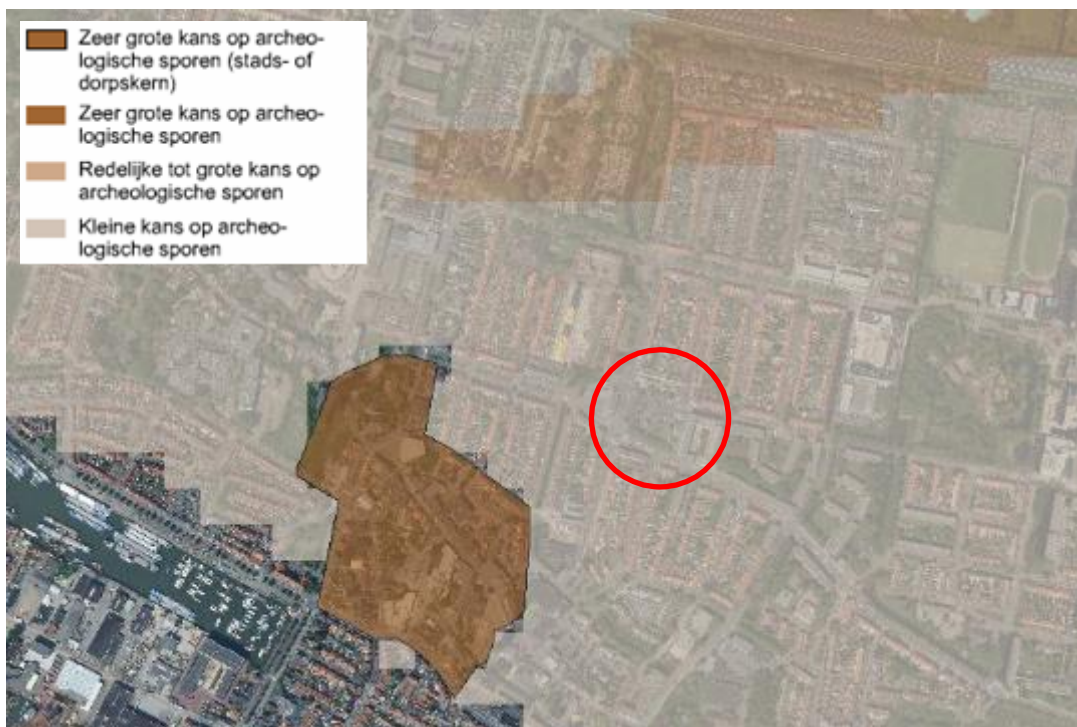 Zeer grote kans op archeo-
logische sporen (stads- of
dorpskern)
Zeer grote kans op archeo-
logische sporen
Redelijke tot grote kans op
archeologische sporen
Kleine kans op archeo-
logische sporen